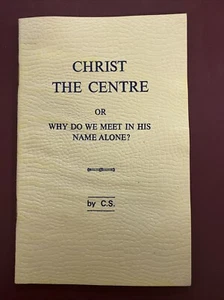 CHRIST
THE CENTRE
OR
WHY DO WE MEET IN HIS
NAME ALONE?
by C.S.